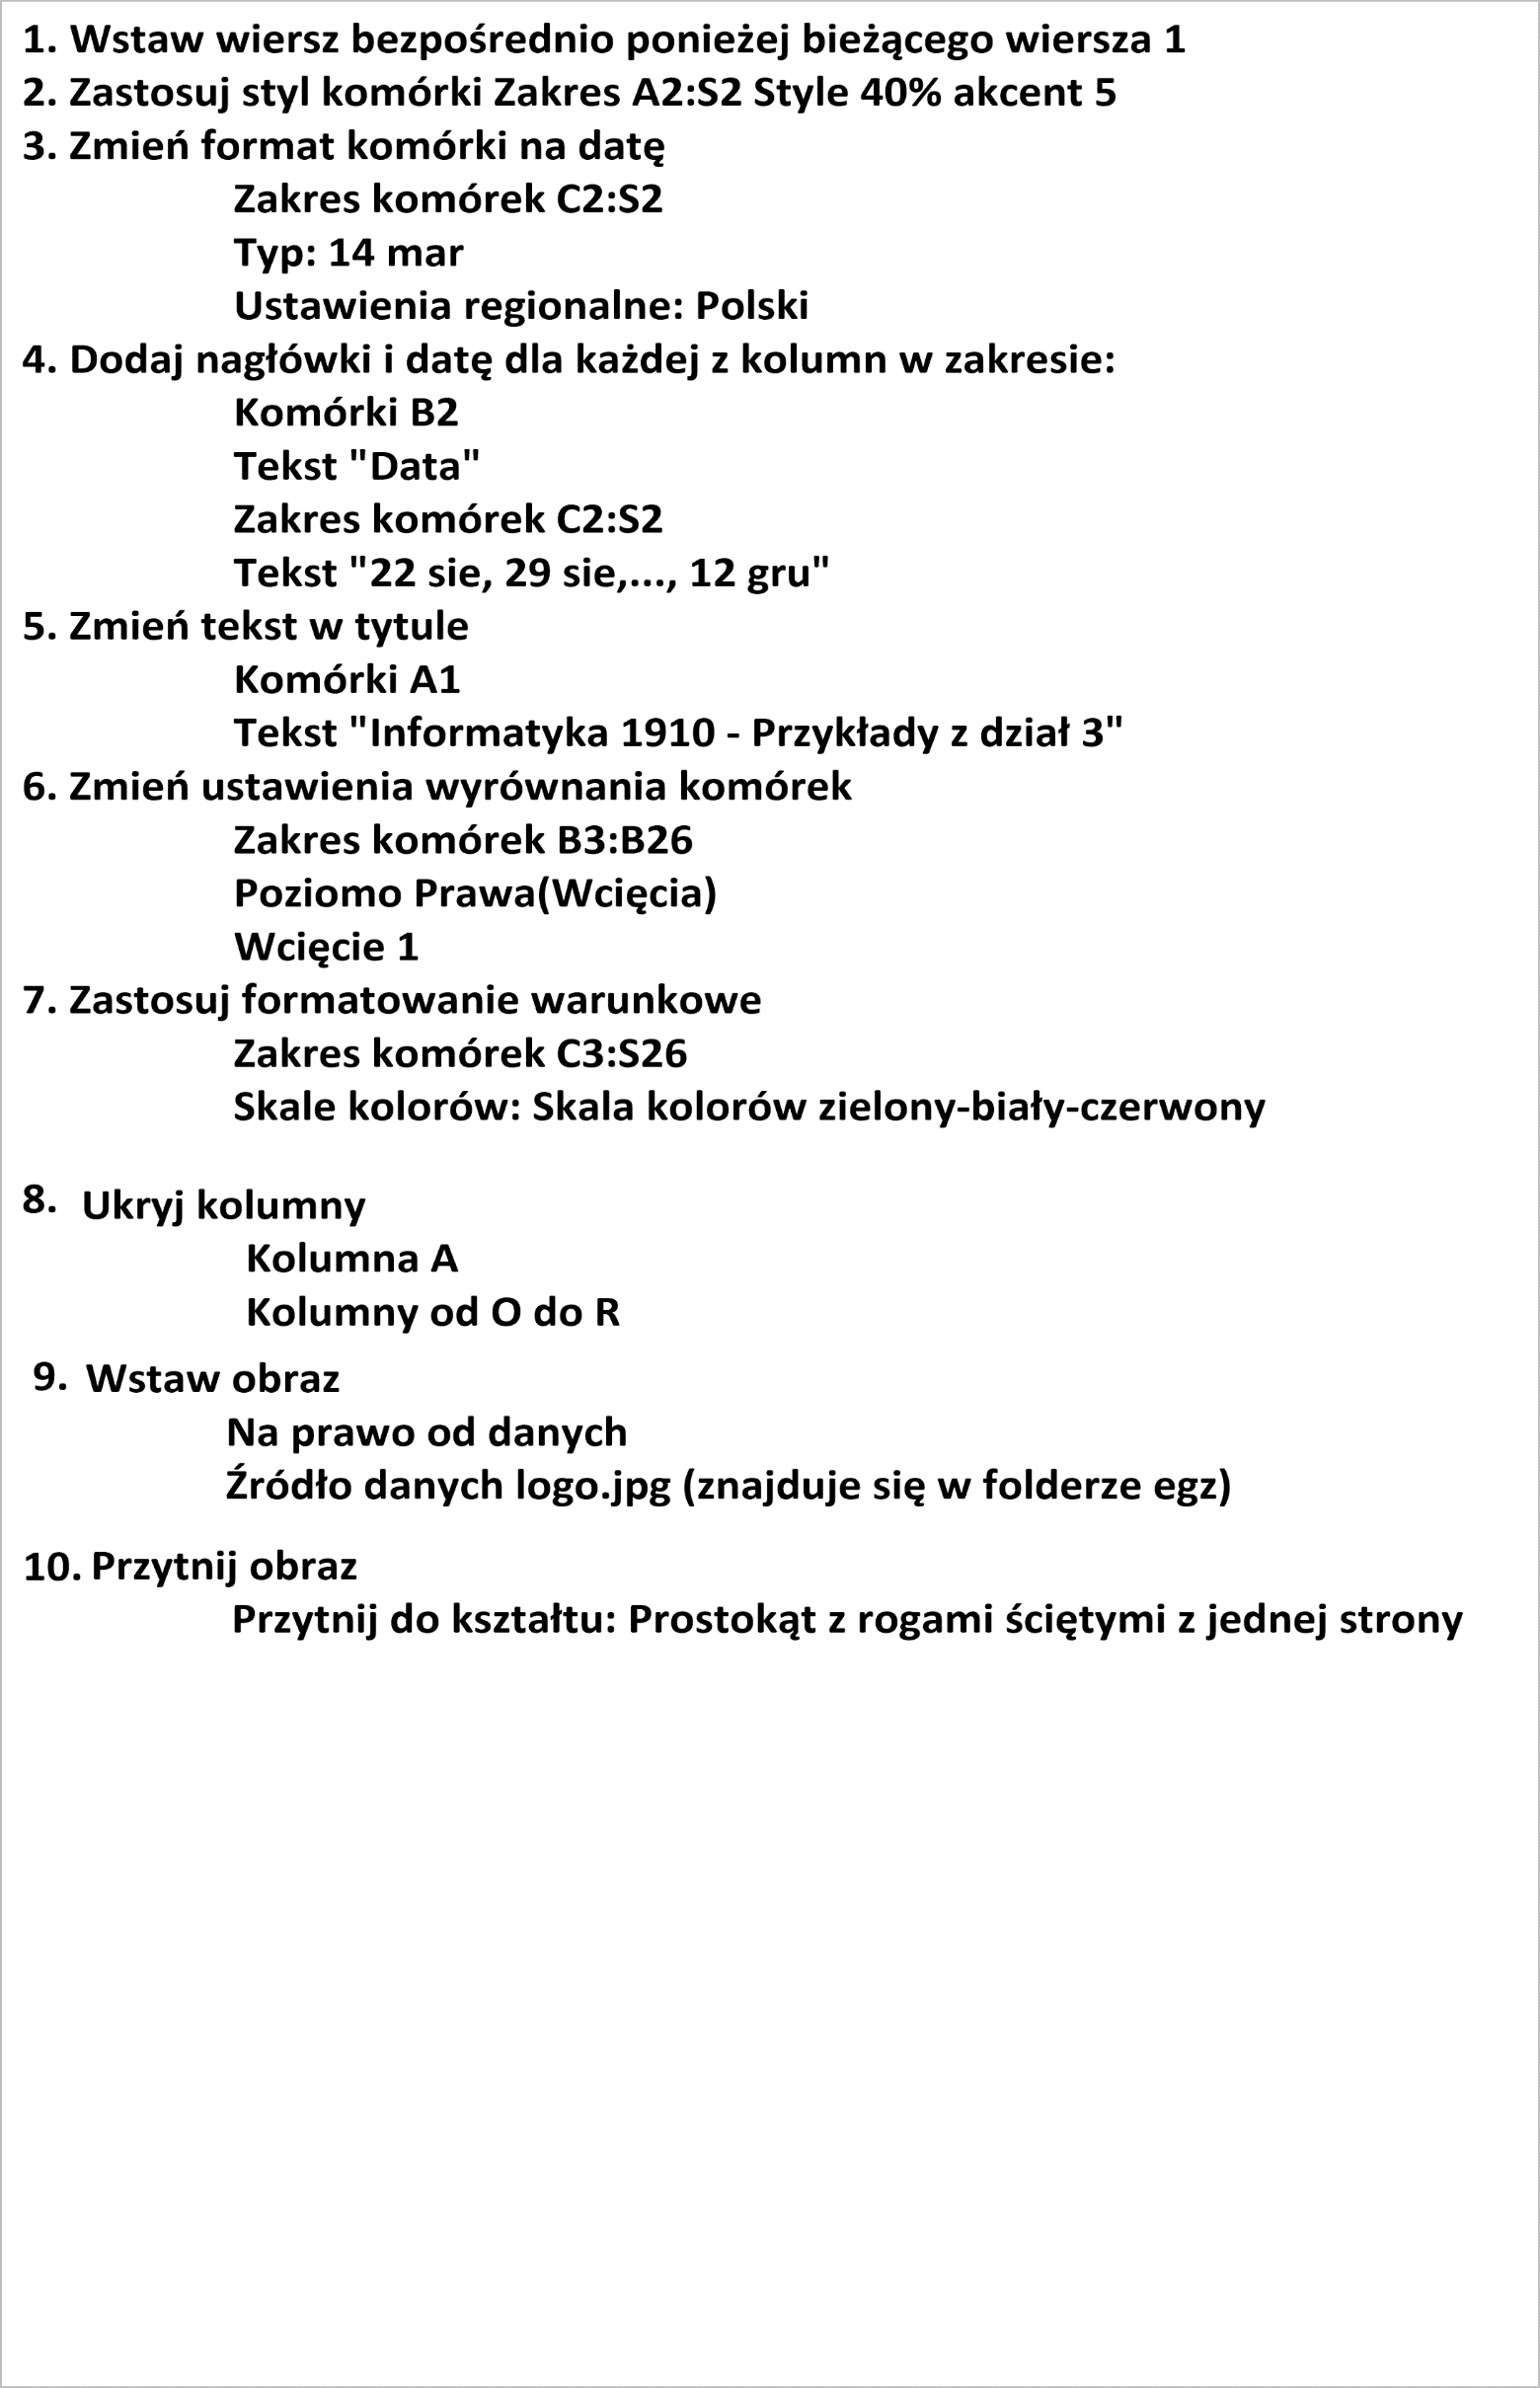 1. Wstaw wiersz bezpośrednio ponieżej bieżącego wiersza 1
2. Zastosuj styl komórki Zakres A2:S2 Style 40% akcent 5
3. Zmień format komórki na datę
Zakres komórek C2:S2
Typ: 14 mar
Ustawienia regionalne: Polski
4. Dodaj nagłówki i datę dla każdej z kolumn w zakresie:
Komórki B2
Tekst "Data"
Zakres komórek C2:S2
Tekst "22 sie, 29 sie,..., 12 gru"
5. Zmień tekst w tytule
Komórki A1
Tekst "Informatyka 1910 - Przykłady z dział 3"
6. Zmień ustawienia wyrównania komórek
Zakres komórek B3:B26
Poziomo Prawa(Wcięcia)
Wcięcie 1
7. Zastosuj formatowanie warunkowe
Zakres komórek C3:S26
Skale kolorów: Skala kolorów zielony-biały-czerwony
8. Ukryj kolumny
Kolumna A
Kolumny od O do R
9. Wstaw obraz
Na prawo od danych
Źródło danych logo.jpg (znajduje się w folderze egz)
10. Przytnij obraz
Przytnij do kształtu: Prostokąt z rogami ściętymi z jednej strony